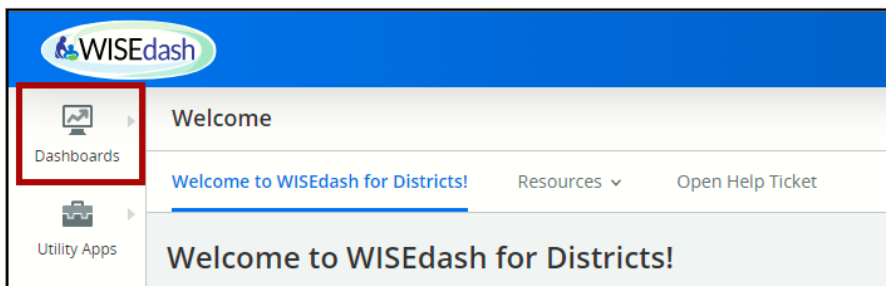 WISEdash
Dashboards
Utility Apps
Welcome
Welcome to WISEdash for Districts! Resources Open Help Ticket
Welcome to WISEdash for Districts!